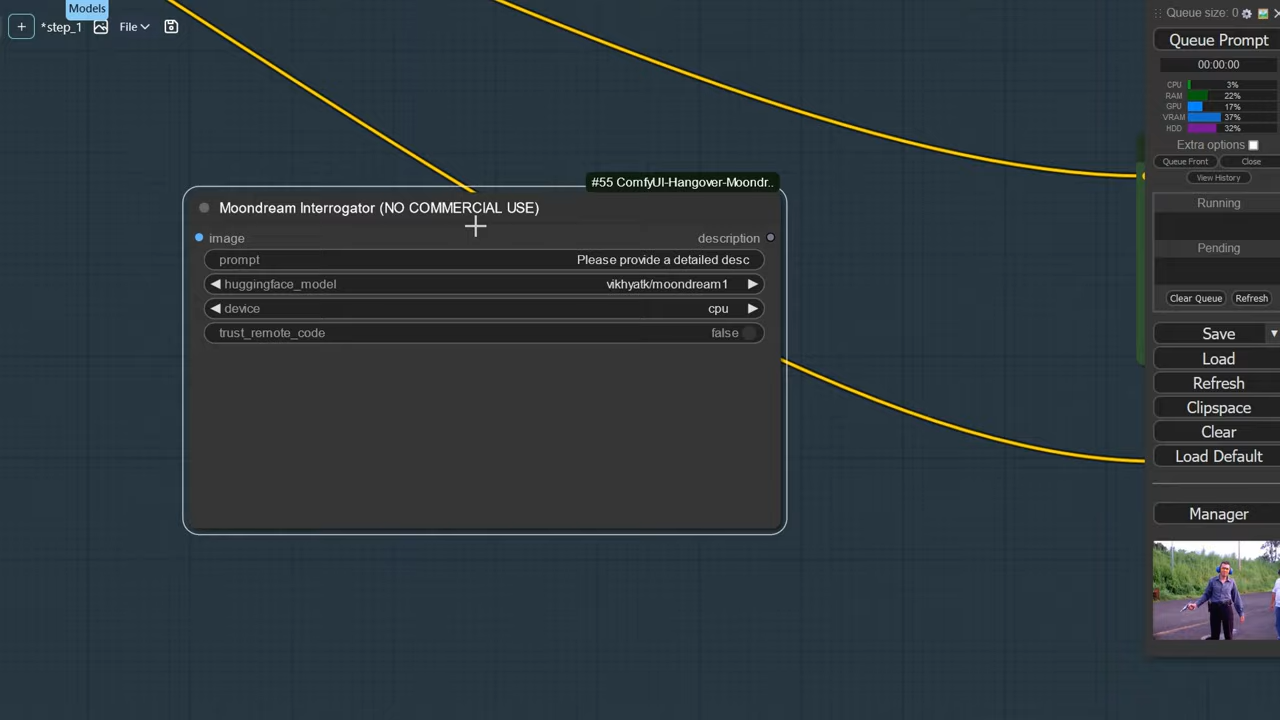 Models
+ *step_1 File
#55 ComfyUI-Hangover-Moondr..
Moondream Interrogator (NO COMMERCIAL USE)
image description
prompt Please provide a detailed desc
huggingface_model vikhyatk/moondream1
device cpu
trust_remote_code false
Queue size: 0
Queue Prompt
00:00:00
CPU 3%
RAM 22%
GPU 17%
VRAM 37%
HDD 32%
Extra options
Queue Front Close
View History
Running
Pending
Clear Queue Refresh
Save
Load
Refresh
Clipspace
Clear
Load Default
Manager